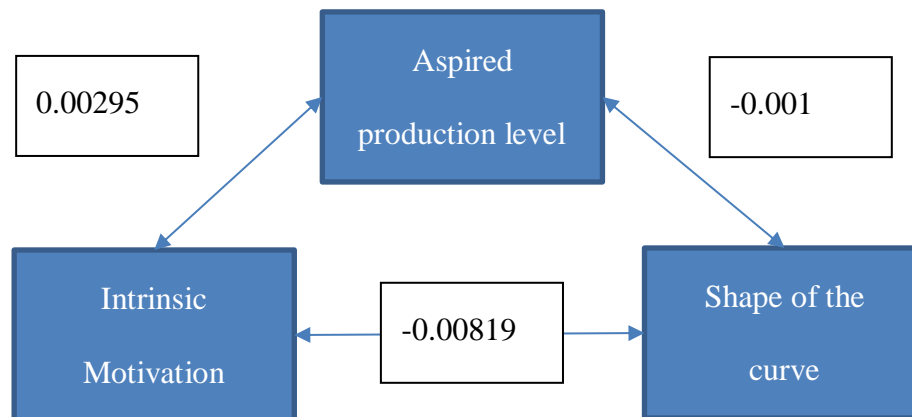 Aspired
production level
0.00295
-0.001
Intrinsic
Motivation
-0.00819
Shape of the
curve